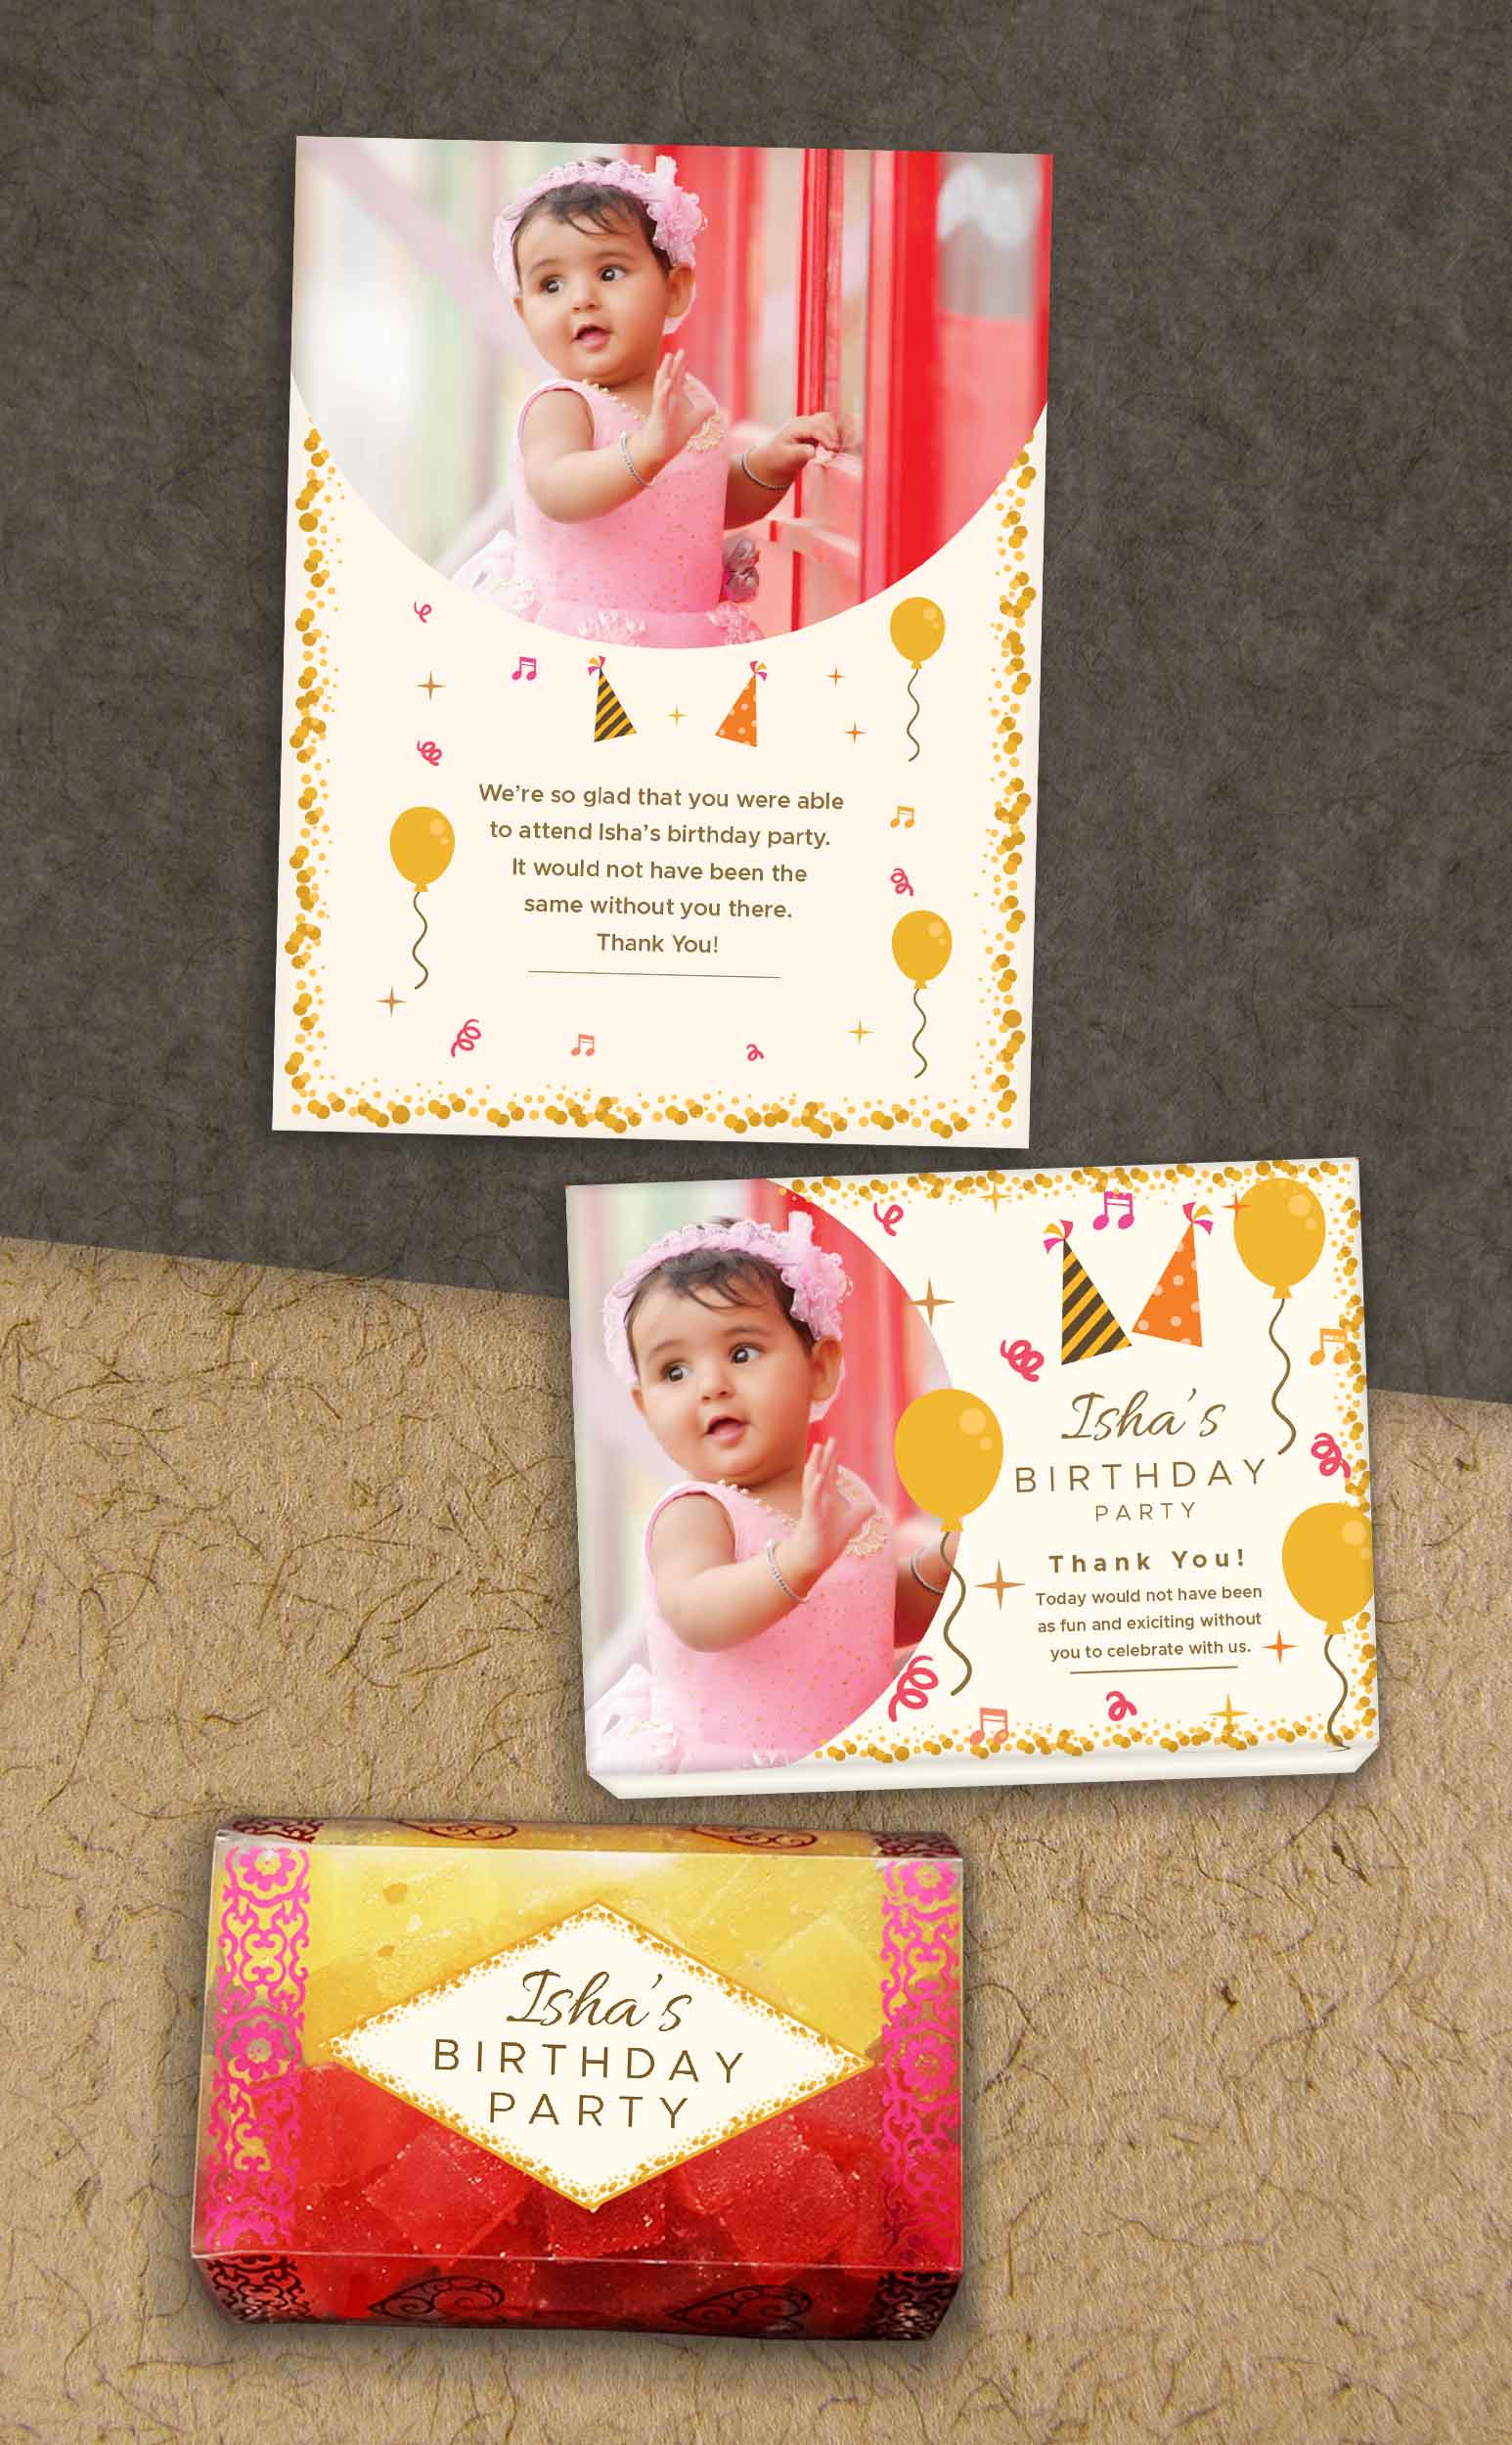 We're so glad that you were able
to attend Isha's birthday party.
It would not have been the
same without you there.
Thank You!
Isha's
BIRTHDAY
PARTY
Thank You!
Today would not have been
as fun and exiciting without
you to celebrate with us.
Isha's
BIRTHDAY
PARTY